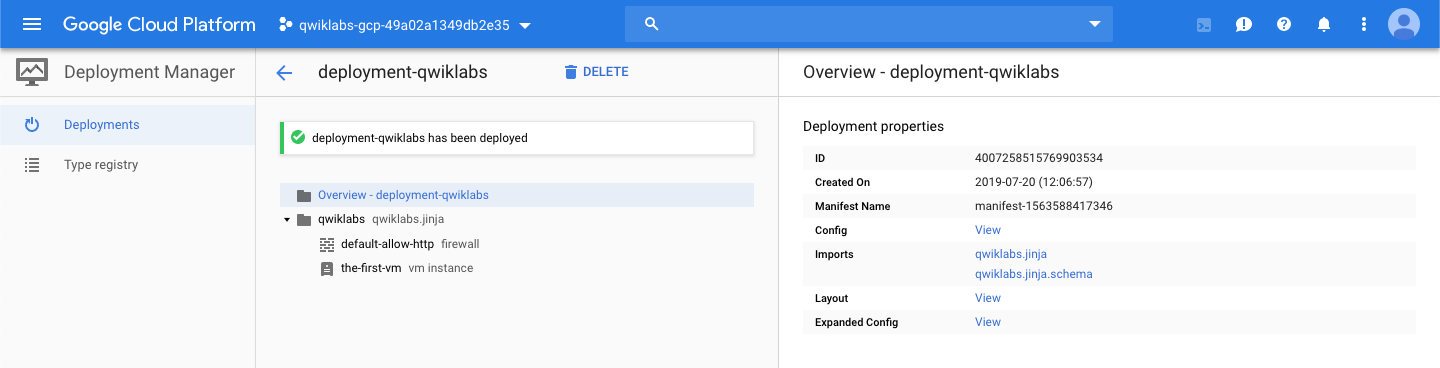 Google Cloud Platform
qwiklabs-gcp-49a02a1349db2e35
Deployment Manager
Deployments
Type registry
deployment-qwiklabs
DELETE
deployment-qwiklabs has been deployed
Overview - deployment-qwiklabs
qwiklabs qwiklabs.jinja
default-allow-http firewall
the-first-vm vm instance
Overview - deployment-qwiklabs
Deployment properties
ID 4007258515769903534
Created On 2019-07-20 (12:06:57)
Manifest Name manifest-1563588417346
Config View
Imports qwiklabs.jinja
qwiklabs.jinja.schema
Layout View
Expanded Config View